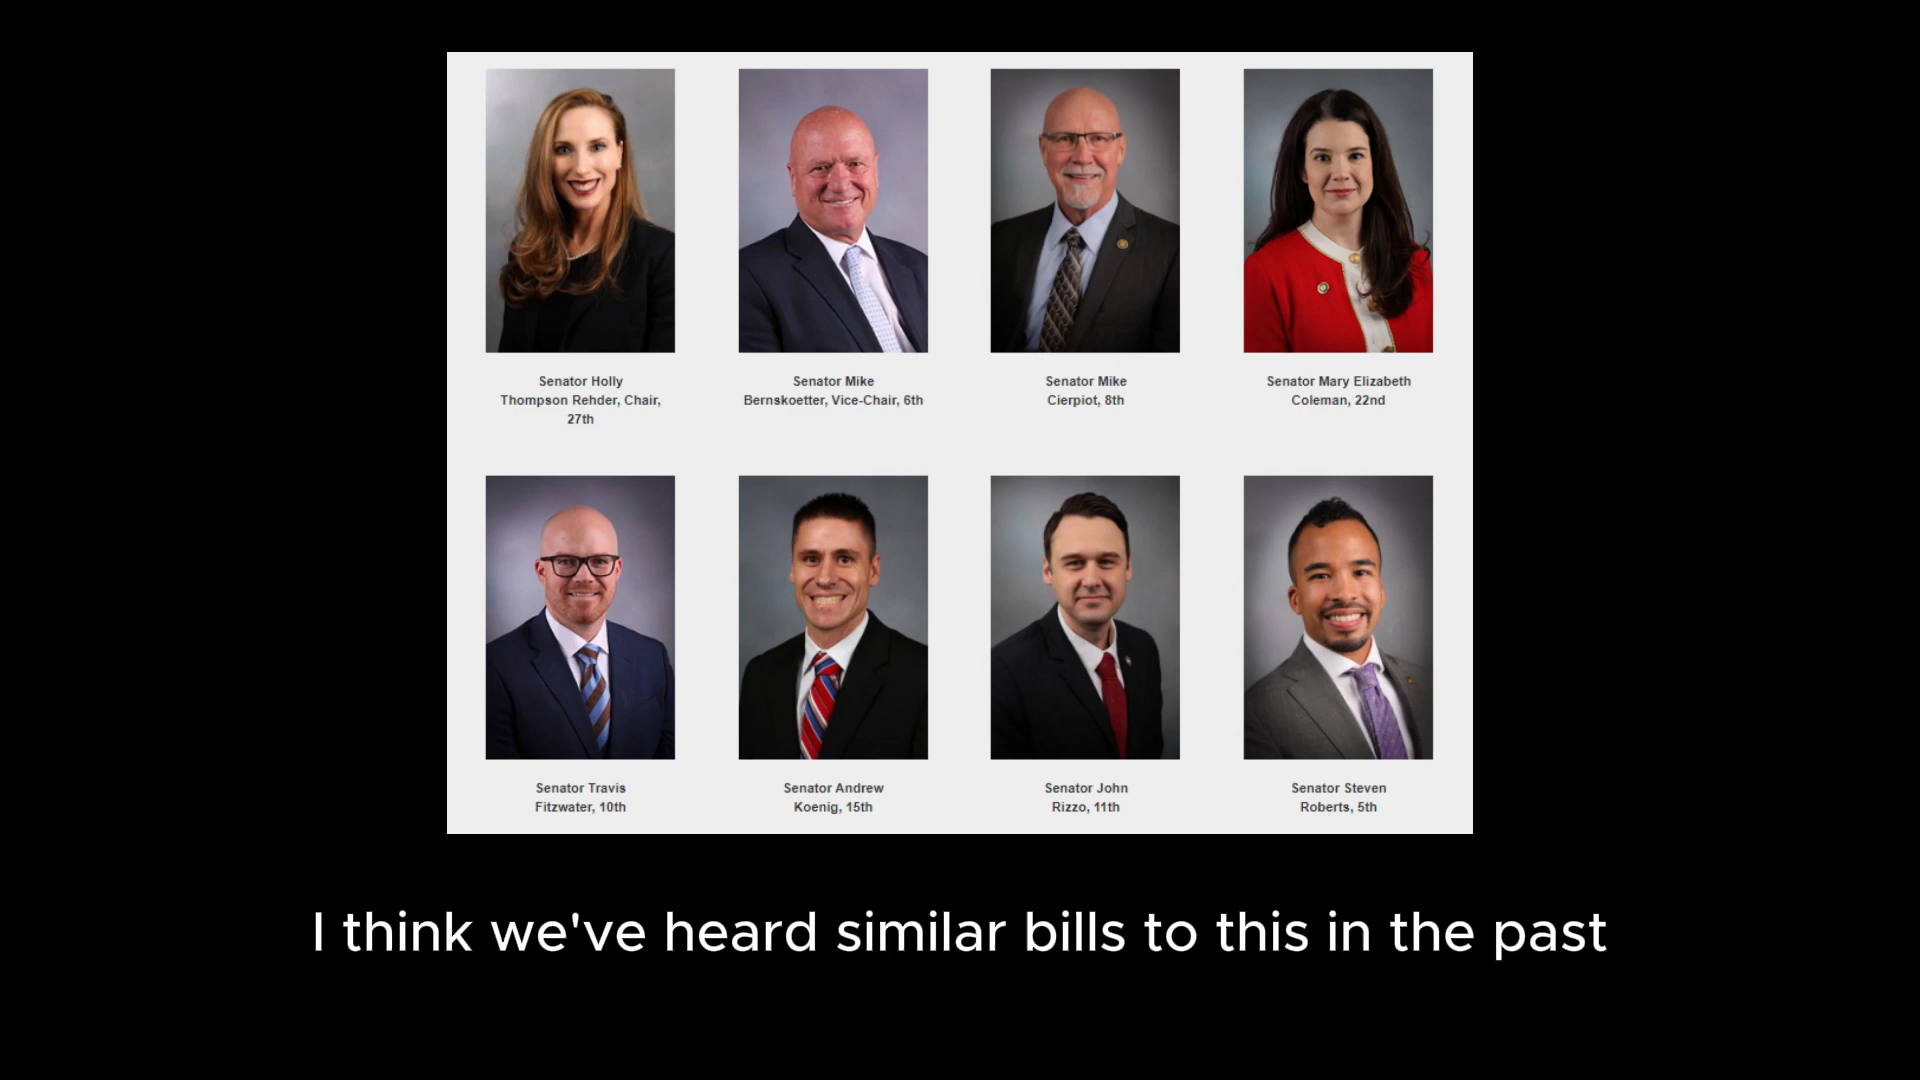 Senator Holly
Thompson Rehder, Chair,
27th
Senator Mike
Bernskoetter, Vice-Chair, 6th
Senator Mike
Cierpiot, 8th
Senator Mary Elizabeth
Coleman, 22nd
Senator Travis
Fitzwater, 10th
Senator Andrew
Koenig, 15th
Senator John
Rizzo, 11th
Senator Steven
Roberts, 5th
I think we've heard similar bills to this in the past